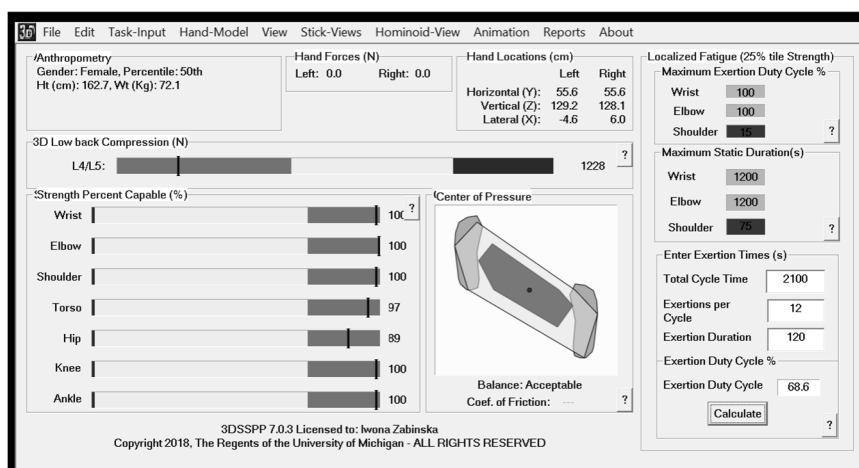 3D File Edit Task-Input Hand-Model View Stick-Views Hominoid-View Animation Reports About
Anthropometry
Gender: Female, Percentile: 50th
Ht (cm): 162.7, Wt (Kg): 72.1
Hand Forces (N)
Left: 0.0 Right: 0.0
Hand Locations (cm)
Left Right
Horizontal (Y): 55.6 55.6
Vertical (Z): 129.2 128.1
Lateral (X): -4.6 6.0
3D Low back Compression (N)
L4/L5: 1228 ?
Strength Percent Capable (%)
?
Wrist 100
Elbow 100
Shoulder 100
Torso 97
Hip 89
Knee 100
Ankle 100
Center of Pressure
Balance: Acceptable
Coef. of Friction: --- ?
Localized Fatigue (25% tile Strength)
Maximum Exertion Duty Cycle %
Wrist 100
Elbow 100
Shoulder 15 ?
Maximum Static Duration(s)
Wrist 1200
Elbow 1200
Shoulder 75 ?
Enter Exertion Times (s)
Total Cycle Time 2100
Exertions per
Cycle 12
Exertion Duration 120
Exertion Duty Cycle %
Exertion Duty Cycle 68.6
Calculate
?
3DSSPP 7.0.3 Licensed to: Iwona Zabinska
Copyright 2018, The Regents of the University of Michigan - ALL RIGHTS RESERVED